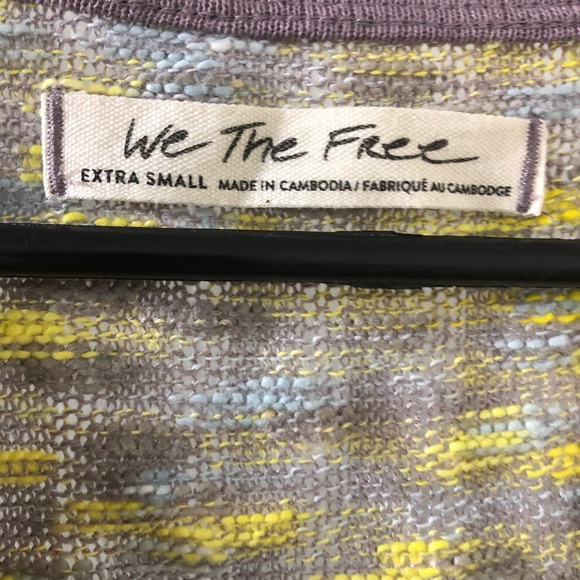 We The Free
EXTRA SMALL MADE IN CAMBODIA / FABRIQUÉ AU CAMBODGE